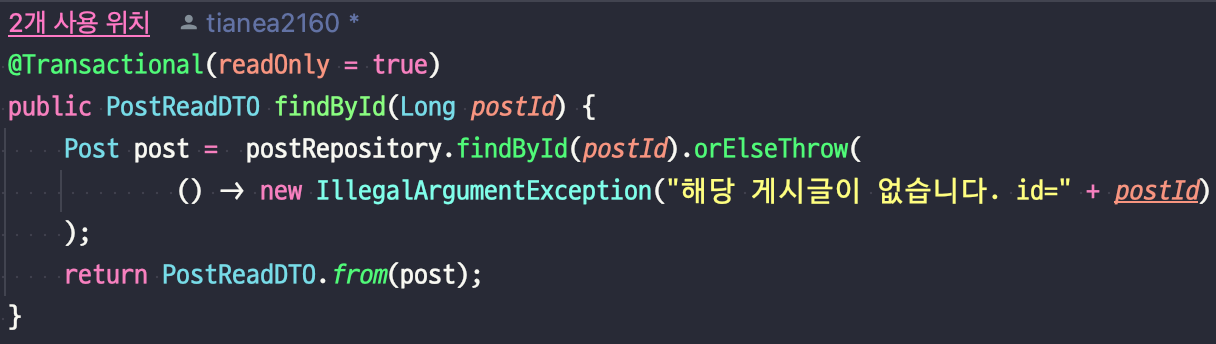 2개 사용 위치 tianea2160 *
@Transactional(readOnly = true)
public PostReadDTO findById(Long postId) {
    Post post =  postRepository.findById(postId).orElseThrow(
            () -> new IllegalArgumentException("해당 게시글이 없습니다. id=" + postId)
    );
    return PostReadDTO.from(post);
}